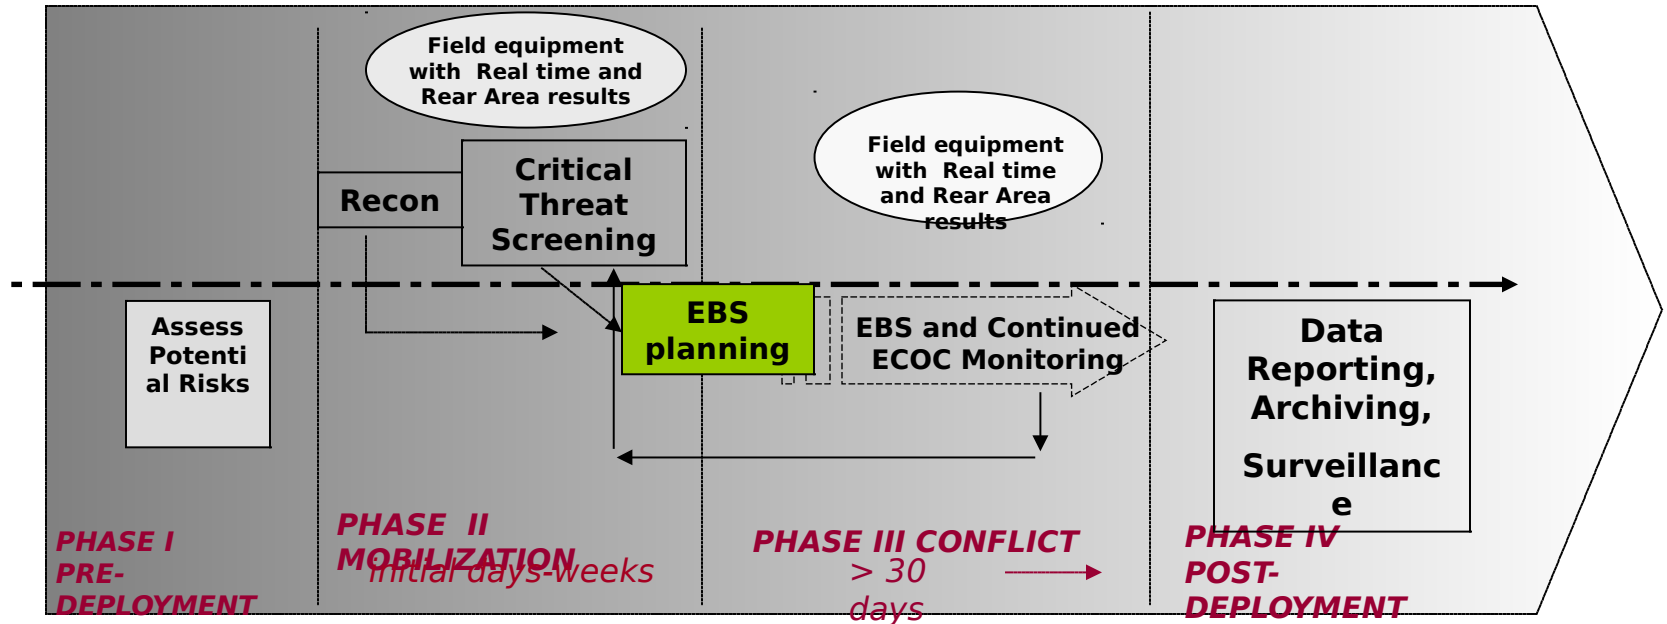 Field equipment
with Real time and
Rear Area results
Field equipment
with Real time
and Rear Area
results
Recon
Critical
Threat
Screening
Assess
Potenti
al Risks
EBS
planning
EBS and Continued
ECOC Monitoring
Data
Reporting,
Archiving,
Surveillanc
e
PHASE I
PRE-
DEPLOYMENT
PHASE II
MOBILIZATION
initial days-weeks
PHASE III CONFLICT
> 30
days
PHASE IV
POST-
DEPLOYMENT